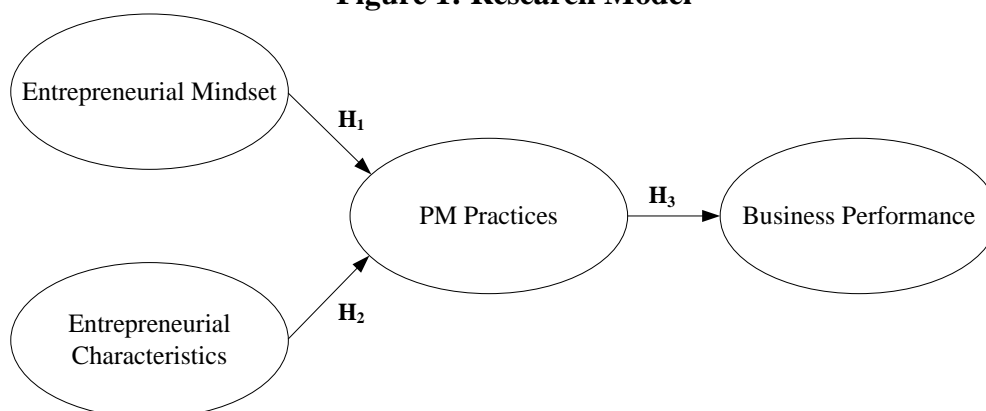 Figure 1: Research Model
Entrepreneurial Mindset
H₁
PM Practices
H₃
Business Performance
H₂
Entrepreneurial
Characteristics